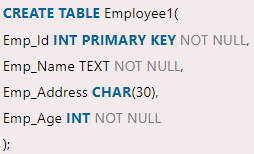 CREATE TABLE Employee1(
Emp_Id INT PRIMARY KEY NOT NULL,
Emp_Name TEXT NOT NULL,
Emp_Address CHAR(30),
Emp_Age INT NOT NULL
);